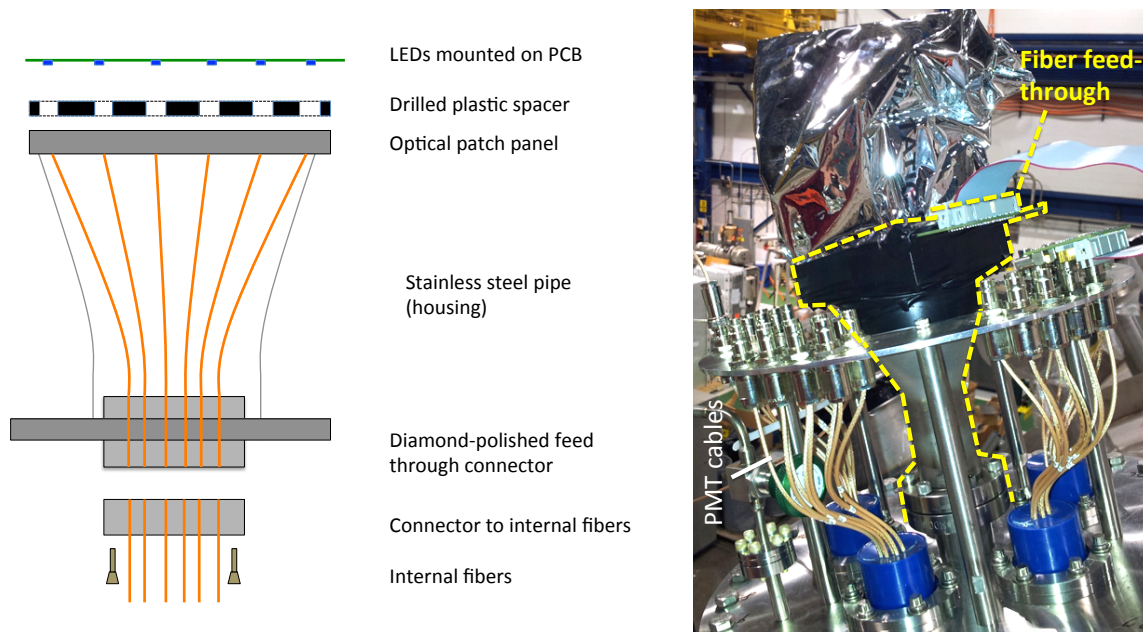 LEDs mounted on PCB
Drilled plastic spacer
Optical patch panel
Stainless steel pipe
(housing)
Diamond-polished feed
through connector
Connector to internal fibers
Internal fibers
Fiber feed-
through
PMT cables